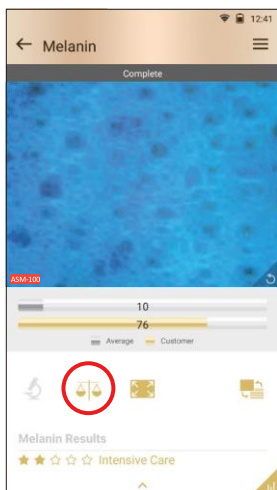 12:41
Melanin
Complete
ASM-100
10
76
Average Customer
Melanin Results
Intensive Care